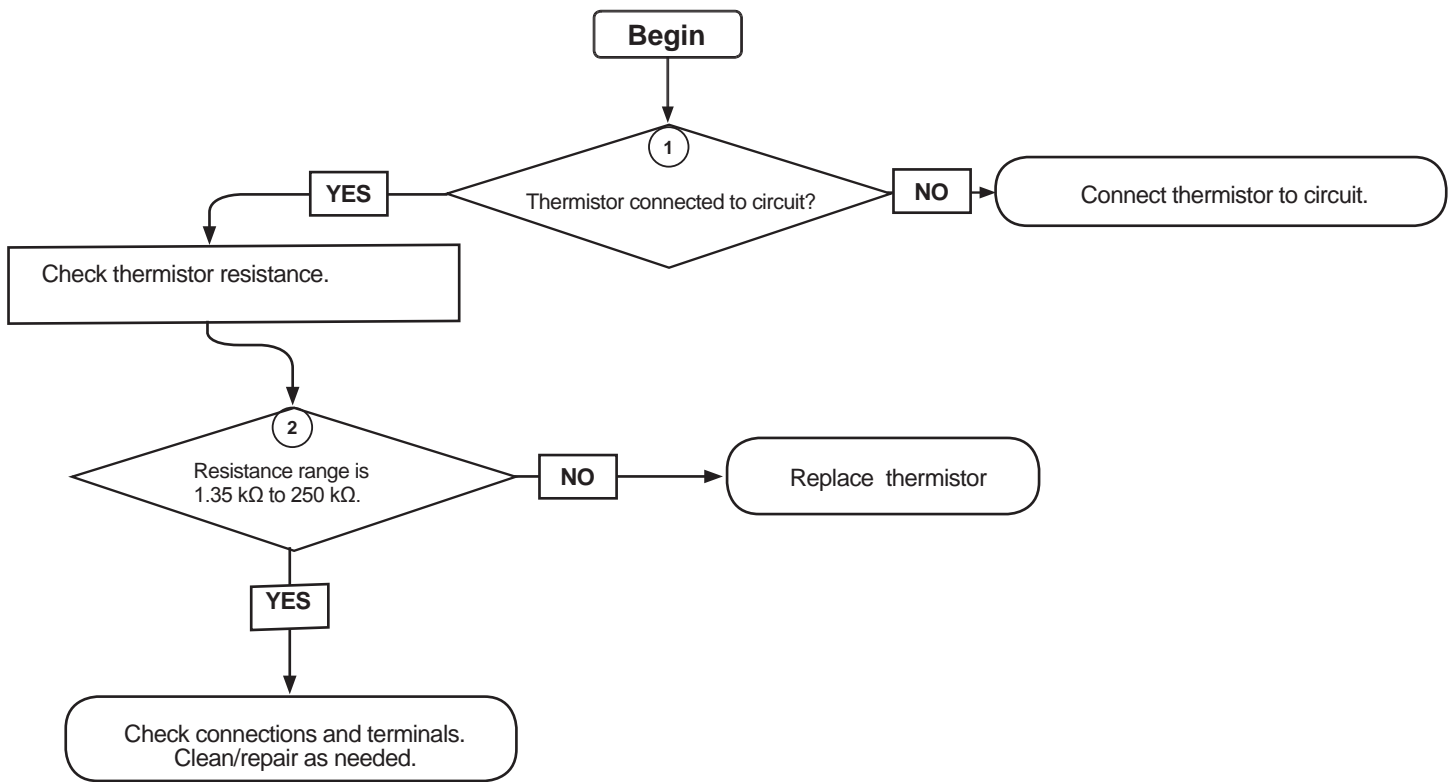 Begin
1
Thermistor connected to circuit?
YES
NO
Connect thermistor to circuit.
Check thermistor resistance.
2
Resistance range is
1.35 kΩ to 250 kΩ.
NO
Replace thermistor
YES
Check connections and terminals.
Clean/repair as needed.